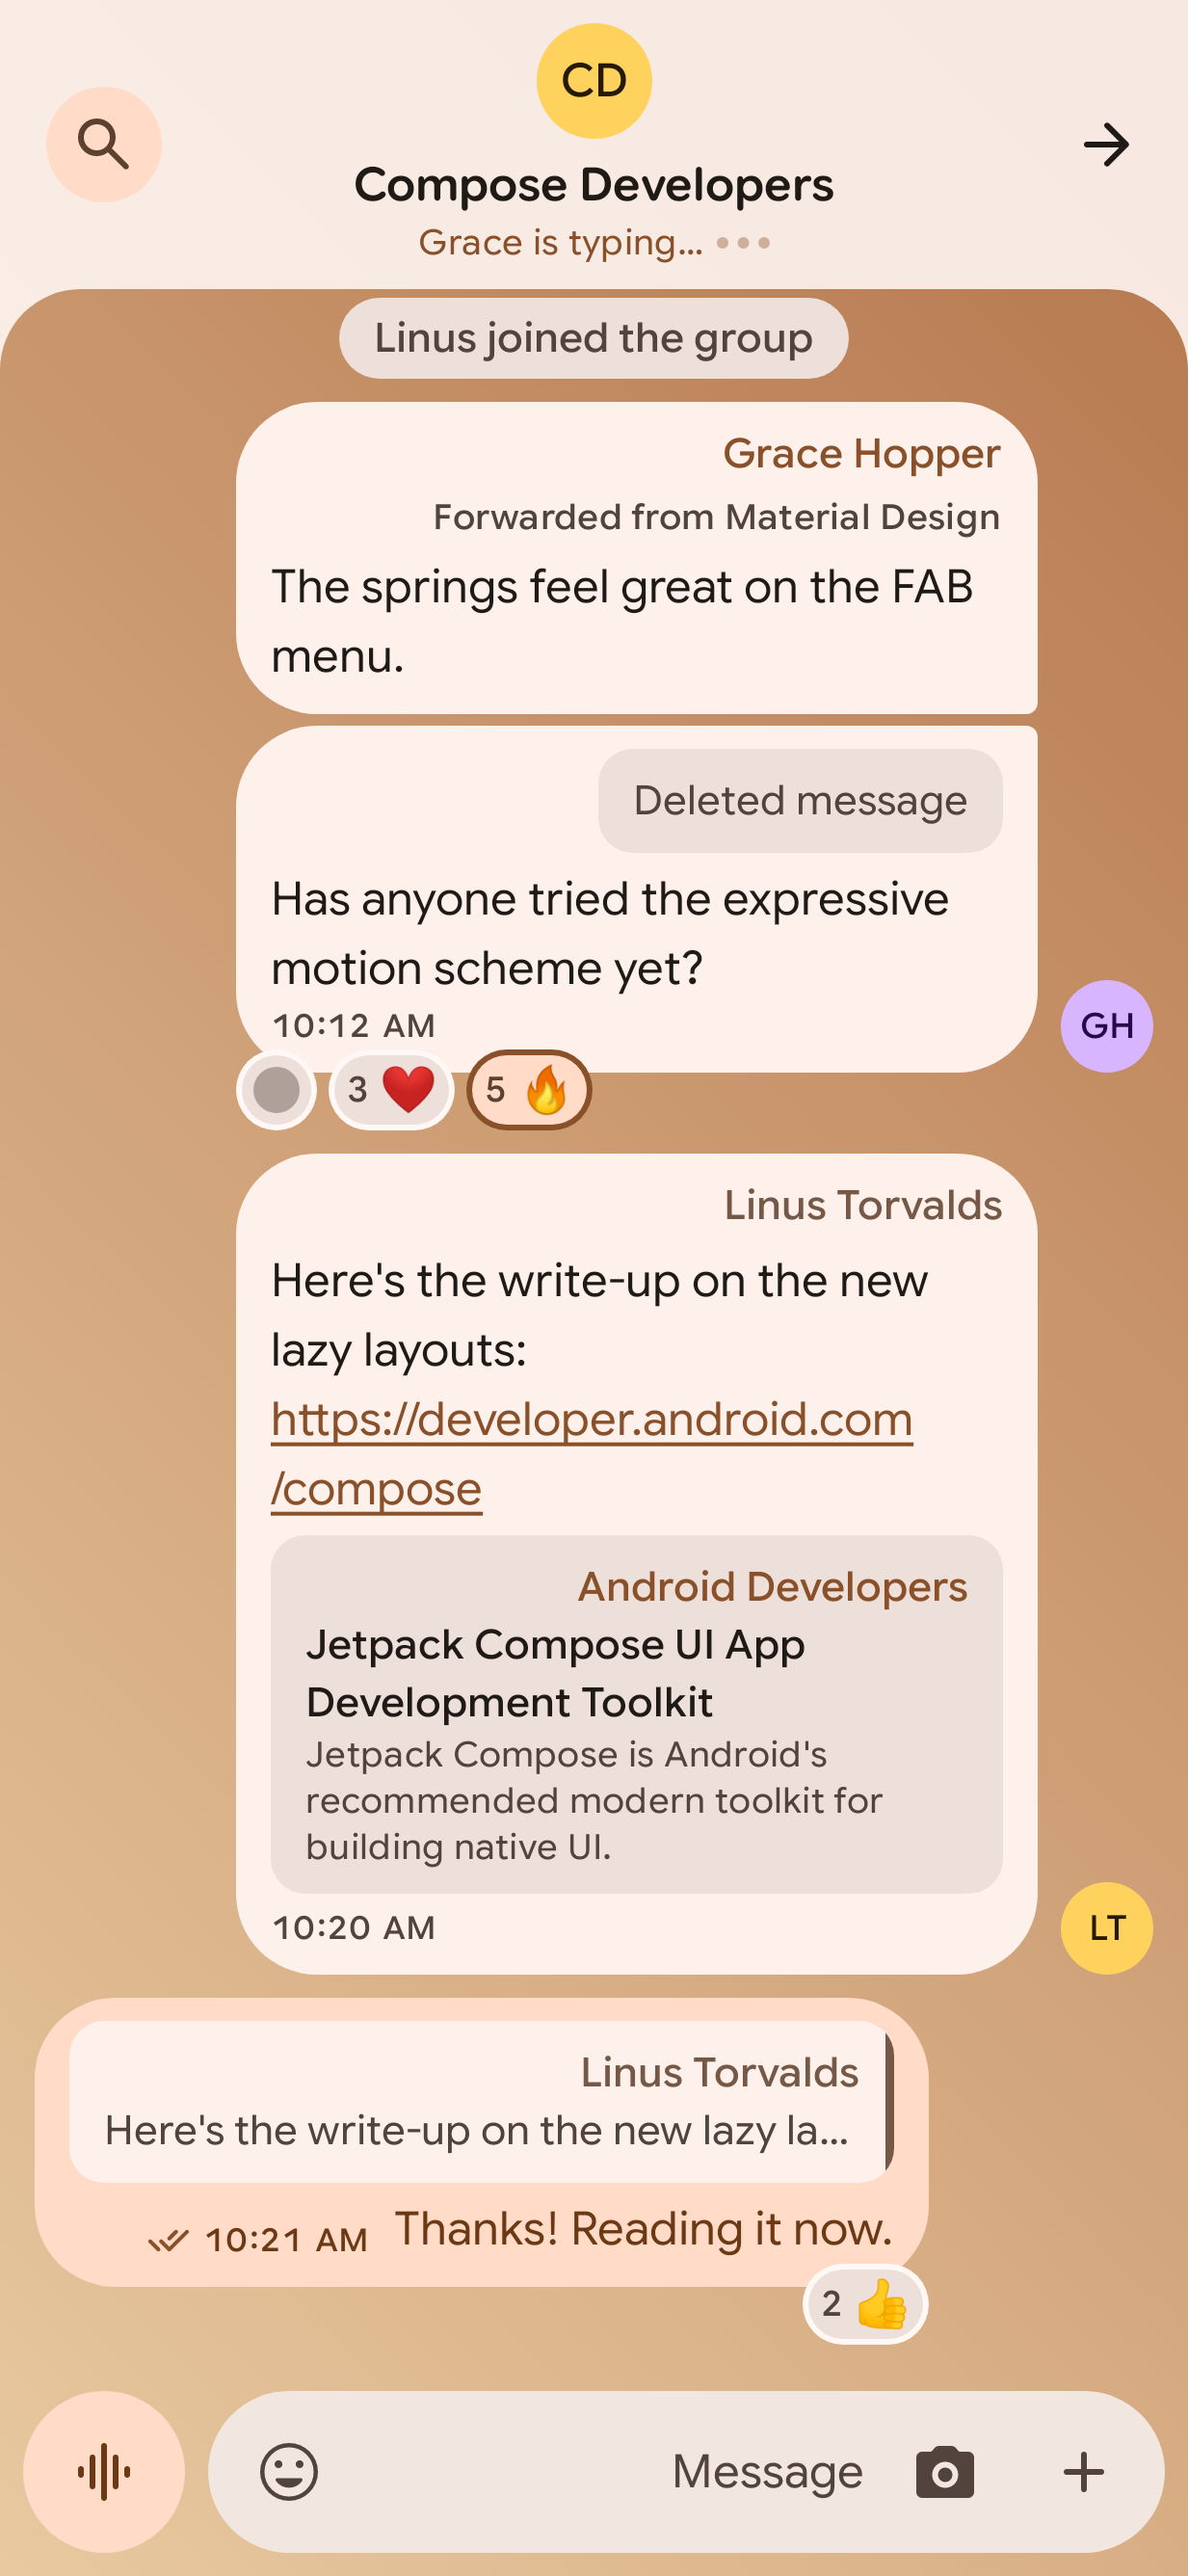 CD
Compose Developers
Grace is typing...
Linus joined the group
Grace Hopper
Forwarded from Material Design
The springs feel great on the FAB
menu.
Deleted message
Has anyone tried the expressive
motion scheme yet?
10:12 AM
GH
3 ❤️
5 🔥
Linus Torvalds
Here's the write-up on the new
lazy layouts:
https://developer.android.com
/compose
Android Developers
Jetpack Compose UI App
Development Toolkit
Jetpack Compose is Android's
recommended modern toolkit for
building native UI.
10:20 AM
LT
Linus Torvalds
Here's the write-up on the new lazy la...
Thanks! Reading it now.
10:21 AM
2 👍
Message